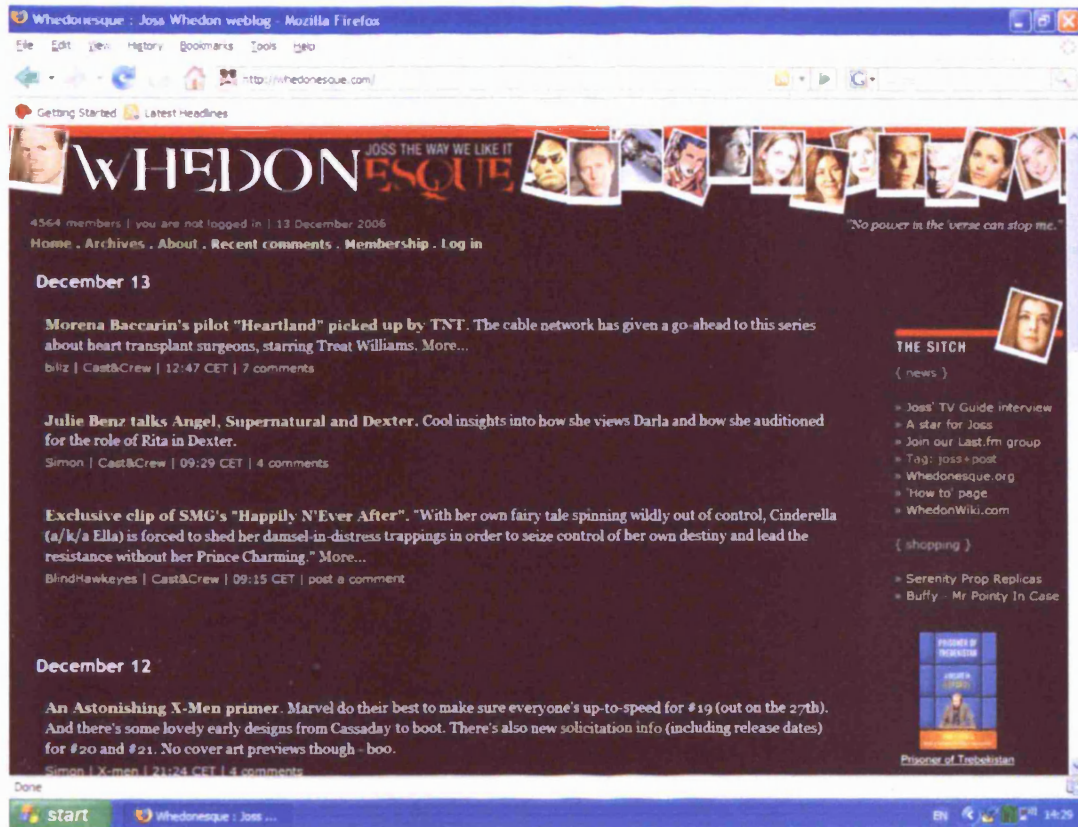 Whedonesque : Joss Whedon weblog - Mozilla Firefox
File Edit View History Bookmarks Tools Help
http://whedonesque.com/
Getting Started Latest Headlines
WHEDONESQUE JOSS THE WAY WE LIKE IT
4564 members | you are not logged in | 13 December 2006
"No power in the 'verse can stop me."
Home . Archives . About . Recent comments . Membership . Log in
December 13
Morena Baccarin's pilot "Heartland" picked up by TNT. The cable network has given a go-ahead to this series
about heart transplant surgeons, starring Treat Williams. More...
biliz | Cast&Crew | 12:47 CET | 7 comments
Julie Benz talks Angel, Supernatural and Dexter. Cool insights into how she views Darla and how she auditioned
for the role of Rita in Dexter.
Simon | Cast&Crew | 09:29 CET | 4 comments
Exclusive clip of SMG's "Happily N'Ever After". "With her own fairy tale spinning wildly out of control, Cinderella
(a/k/a Ella) is forced to shed her damsel-in-distress trappings in order to seize control of her own destiny and lead the
resistance without her Prince Charming." More...
BlindHawkeyes | Cast&Crew | 09:15 CET | post a comment
December 12
An Astonishing X-Men primer. Marvel do their best to make sure everyone's up-to-speed for #19 (out on the 27th).
And there's some lovely early designs from Cassaday to boot. There's also new solicitation info (including release dates)
for #20 and #21. No cover art previews though - boo.
Simon | X-men | 21:24 CET | 4 comments
THE SITCH
{ news }
» Joss' TV Guide interview
» A star for Joss
» Join our Last.fm group
» Tag: joss+post
» Whedonesque.org
» 'How to' page
» WhedonWiki.com
{ shopping }
» Serenity Prop Replicas
» Buffy - Mr Pointy In Case
PRISONER OF
TREBEKISTAN
Prisoner of Trebekistan
Done
start
Whedonesque : Joss ...
EN
14:29